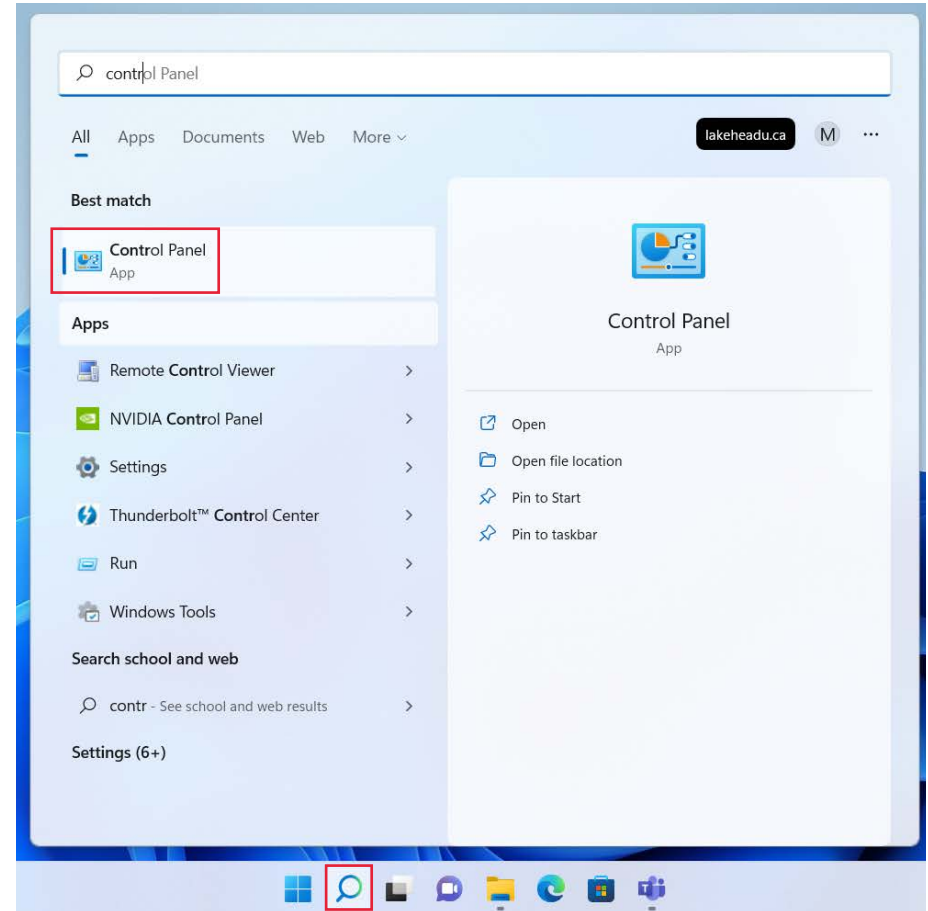 control Panel
All Apps Documents Web More
lakeheadu.ca M ...
Best match
Control Panel
App
Apps
Remote Control Viewer
NVIDIA Control Panel
Settings
Thunderbolt™ Control Center
Run
Windows Tools
Search school and web
contr - See school and web results
Settings (6+)
Control Panel
App
Open
Open file location
Pin to Start
Pin to taskbar